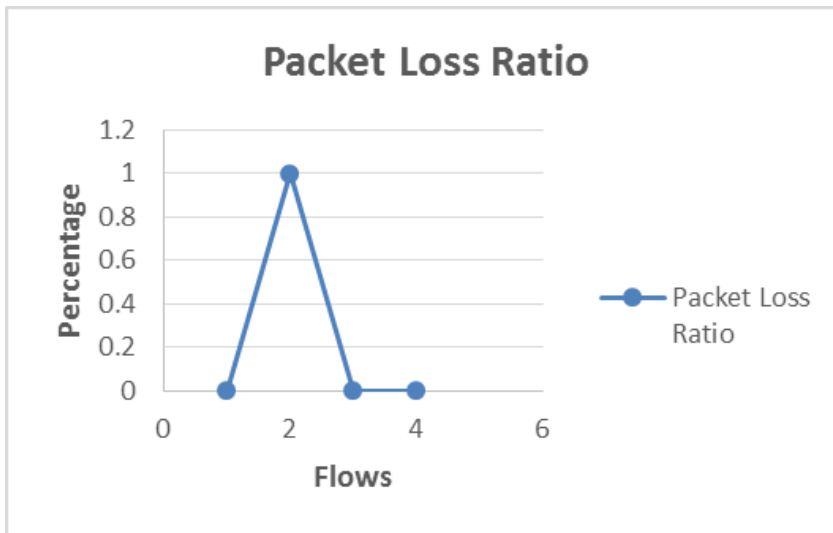 Packet Loss Ratio
Percentage
1.2
1
0.8
0.6
0.4
0.2
0
0 2 4 6
Flows
Packet Loss
Ratio